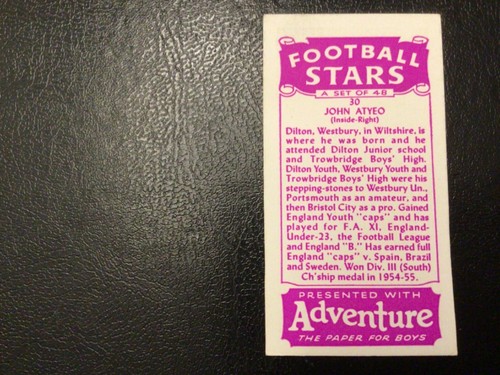 FOOTBALL
STARS
A SET OF 48
30
JOHN ATYEO
(Inside-Right)
Dilton, Westbury, in Wiltshire, is
where he was born and he
attended Dilton Junior school
and Trowbridge Boys' High.
Dilton Youth, Westbury Youth and
Trowbridge Boys' High were his
stepping-stones to Westbury Un.,
Portsmouth as an amateur, and
then Bristol City as a pro. Gained
England Youth "caps" and has
played for F.A. XI, England-
Under-23, the Football League
and England "B." Has earned full
England "caps" v. Spain, Brazil
and Sweden. Won Div. III (South)
Ch'ship medal in 1954-55.
PRESENTED WITH
Adventure
THE PAPER FOR BOYS